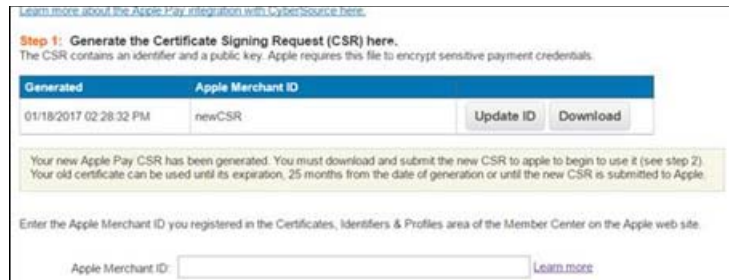 Learn more about the Apple Pay integration with CyberSource here.
Step 1: Generate the Certificate Signing Request (CSR) here.
The CSR contains an identifier and a public key. Apple requires this file to encrypt sensitive payment credentials.
Generated Apple Merchant ID
01/18/2017 02:28:32 PM newCSR Update ID Download
Your new Apple Pay CSR has been generated. You must download and submit the new CSR to apple to begin to use it (see step 2).
Your old certificate can be used until its expiration, 25 months from the date of generation or until the new CSR is submitted to Apple.
Enter the Apple Merchant ID you registered in the Certificates, Identifiers & Profiles area of the Member Center on the Apple web site.
Apple Merchant ID: Learn more